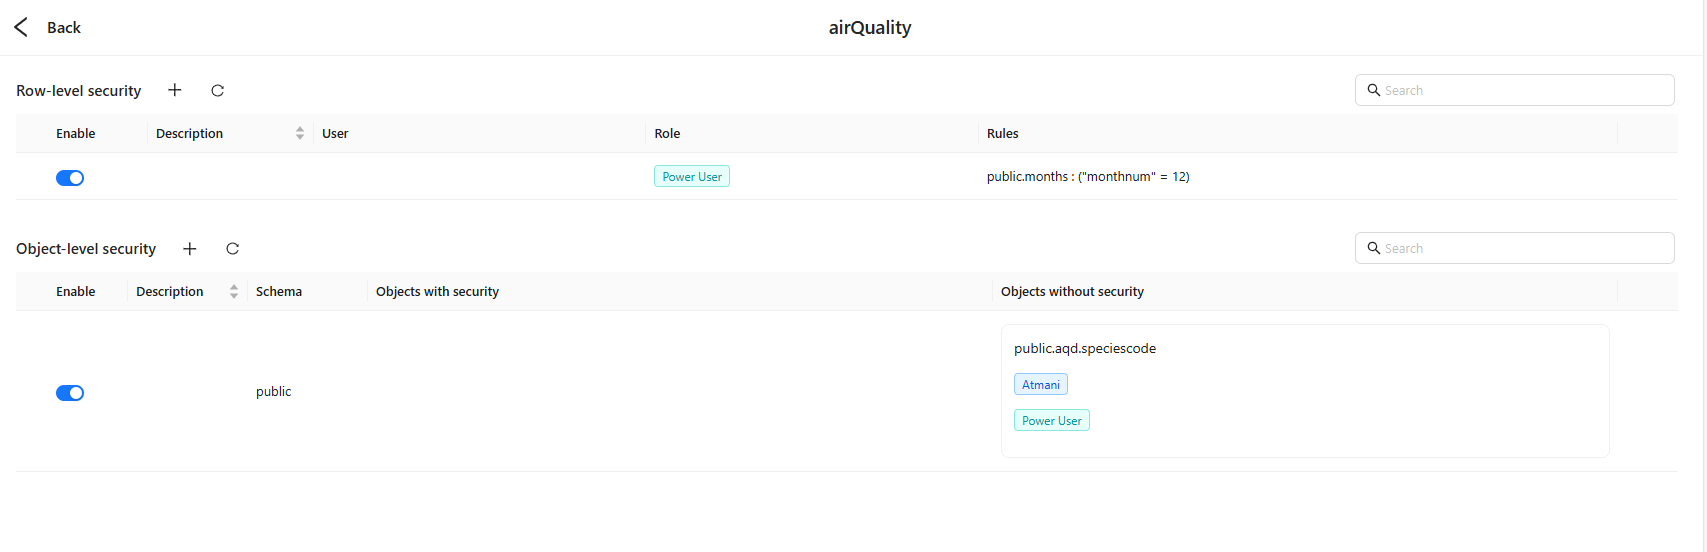 Back
airQuality
Row-level security
Search
Enable Description User Role Rules
Power User public.months : ("monthnum" = 12)
Object-level security
Search
Enable Description Schema Objects with security Objects without security
public.aqd.speciescode
public
Atmani
Power User